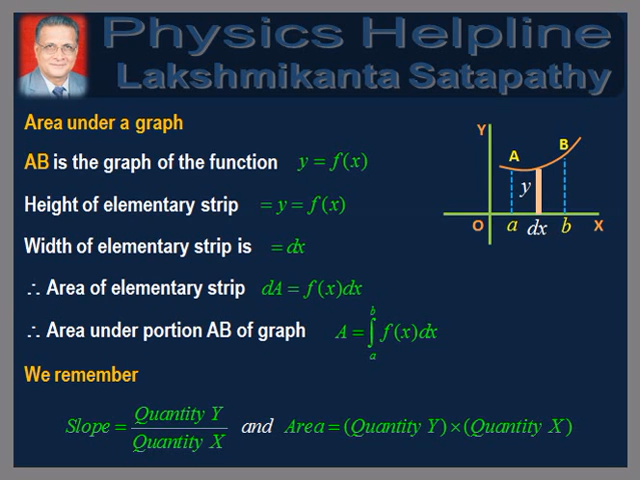 Physics Helpline
Lakshmikanta Satapathy
Area under a graph
AB is the graph of the function y = f(x)
Height of elementary strip = y = f(x)
Width of elementary strip is = dx
∴ Area of elementary strip dA = f(x)dx
∴ Area under portion AB of graph A = ∫_a^b f(x)dx
Y
A
B
y
O
a
dx
b
X
We remember
Slope = Quantity Y / Quantity X and Area = (Quantity Y) × (Quantity X)